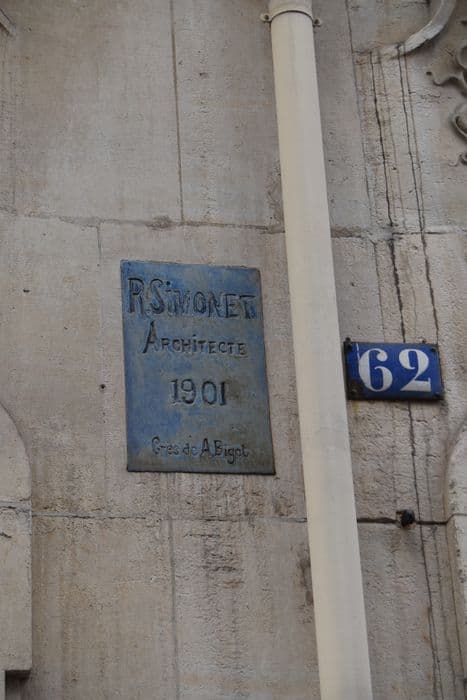 R. SiMONET
ARCHiTECTE
1901
Grès de A. Bigot
62